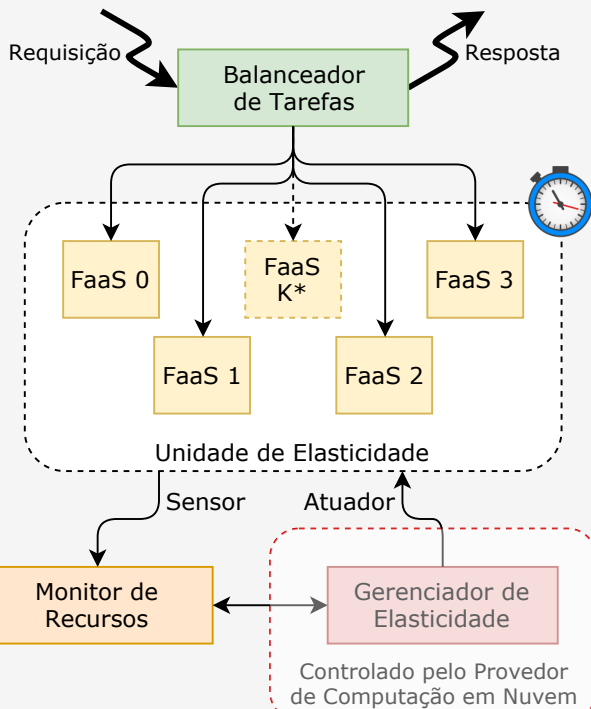 Requisição
Resposta
Balanceador
de Tarefas
FaaS 0
FaaS
K*
FaaS 3
FaaS 1
FaaS 2
Unidade de Elasticidade
Sensor
Atuador
Monitor de
Recursos
Gerenciador de
Elasticidade
Controlado pelo Provedor
de Computação em Nuvem